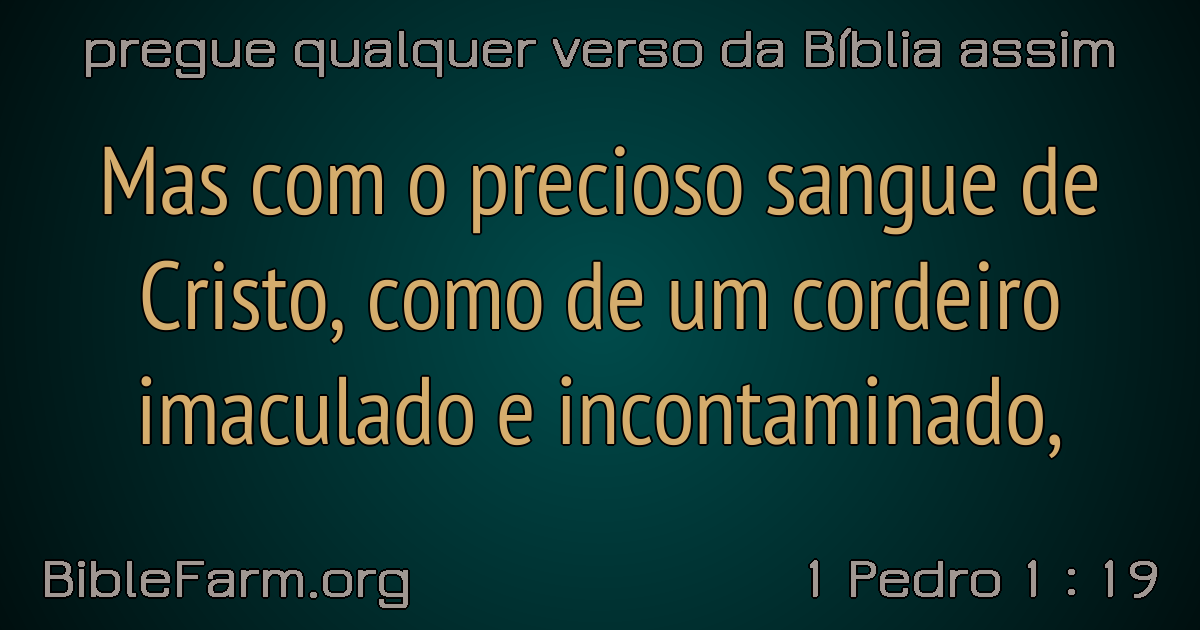 pregue qualquer verso da Bíblia assim
Mas com o precioso sangue de
Cristo, como de um cordeiro
imaculado e incontaminado,
BibleFarm.org
1 Pedro 1 : 19